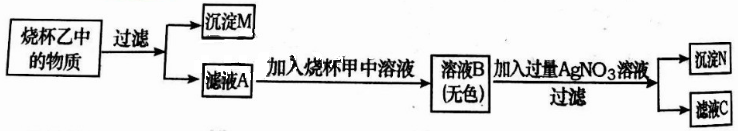 烧杯乙中
的物质
过滤
沉淀M
滤液A
加入烧杯甲中溶液
溶液B
(无色)
加入过量AgNO₃溶液
过滤
沉淀N
滤液C